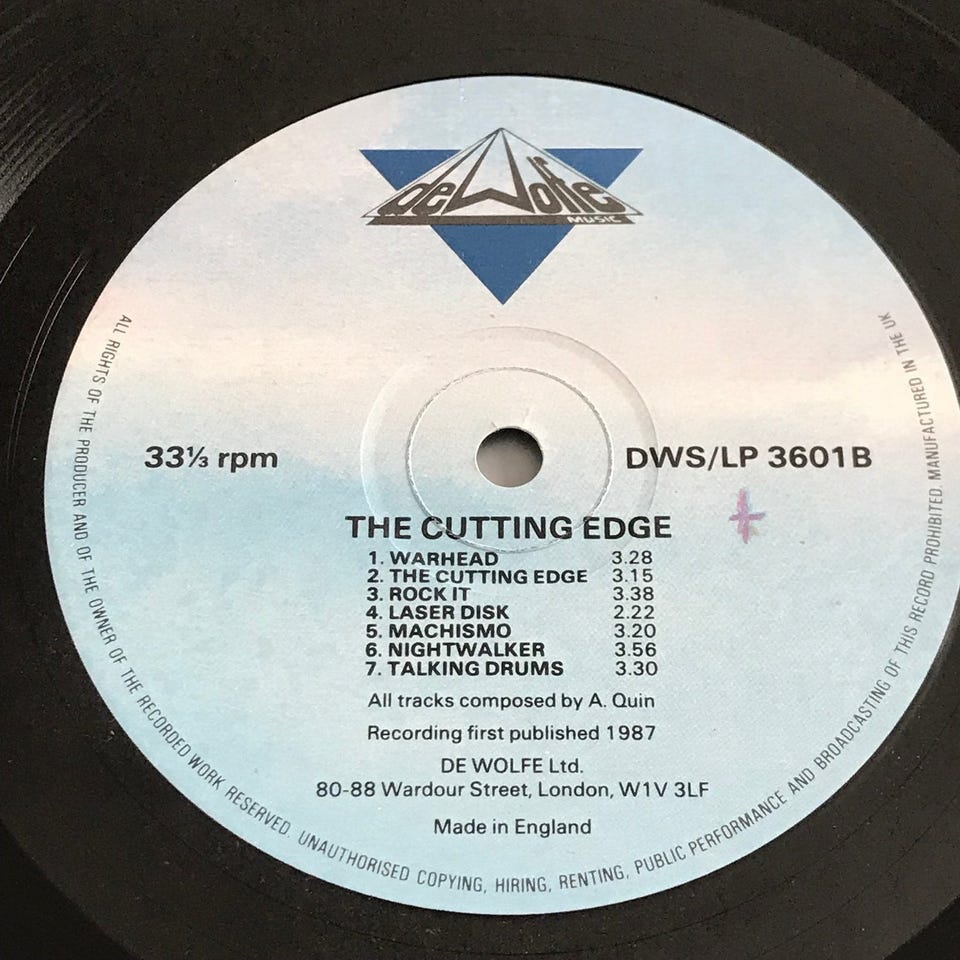 de Wolfe
MUSIC
33⅓ rpm
DWS/LP 3601B
THE CUTTING EDGE
1. WARHEAD 3.28
2. THE CUTTING EDGE 3.15
3. ROCK IT 3.38
4. LASER DISK 2.22
5. MACHISMO 3.20
6. NIGHTWALKER 3.56
7. TALKING DRUMS 3.30
All tracks composed by A. Quin
Recording first published 1987
DE WOLFE Ltd.
80-88 Wardour Street, London, W1V 3LF
Made in England
ALL RIGHTS OF THE PRODUCER AND OF THE OWNER OF THE RECORDED WORK RESERVED. UNAUTHORISED COPYING, HIRING, RENTING, PUBLIC PERFORMANCE AND BROADCASTING OF THIS RECORD PROHIBITED. MANUFACTURED IN THE UK